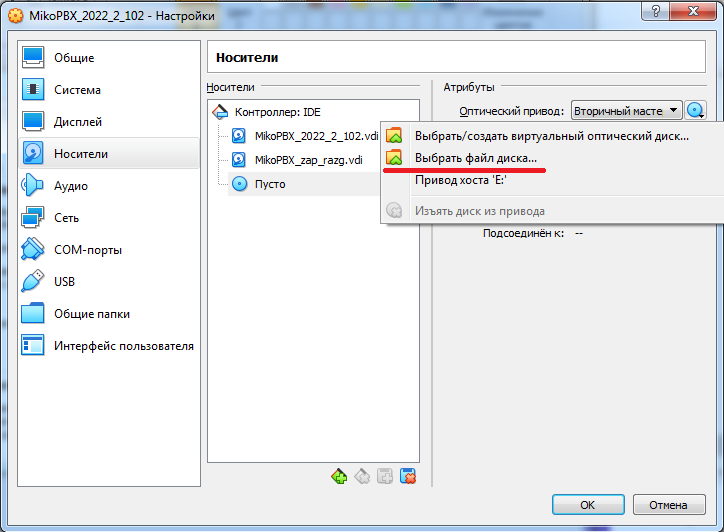 MikoPBX_2022_2_102 - Настройки
Общие
Система
Дисплей
Носители
Аудио
Сеть
COM-порты
USB
Общие папки
Интерфейс пользователя
Носители
Носители
Контроллер: IDE
MikoPBX_2022_2_102.vdi
MikoPBX_zap_razg.vdi
Пусто
Атрибуты
Оптический привод: Вторичный масте
Выбрать/создать виртуальный оптический диск...
Выбрать файл диска...
Привод хоста 'E:'
Изъять диск из привода
Подсоединён к: --
OK
Отмена